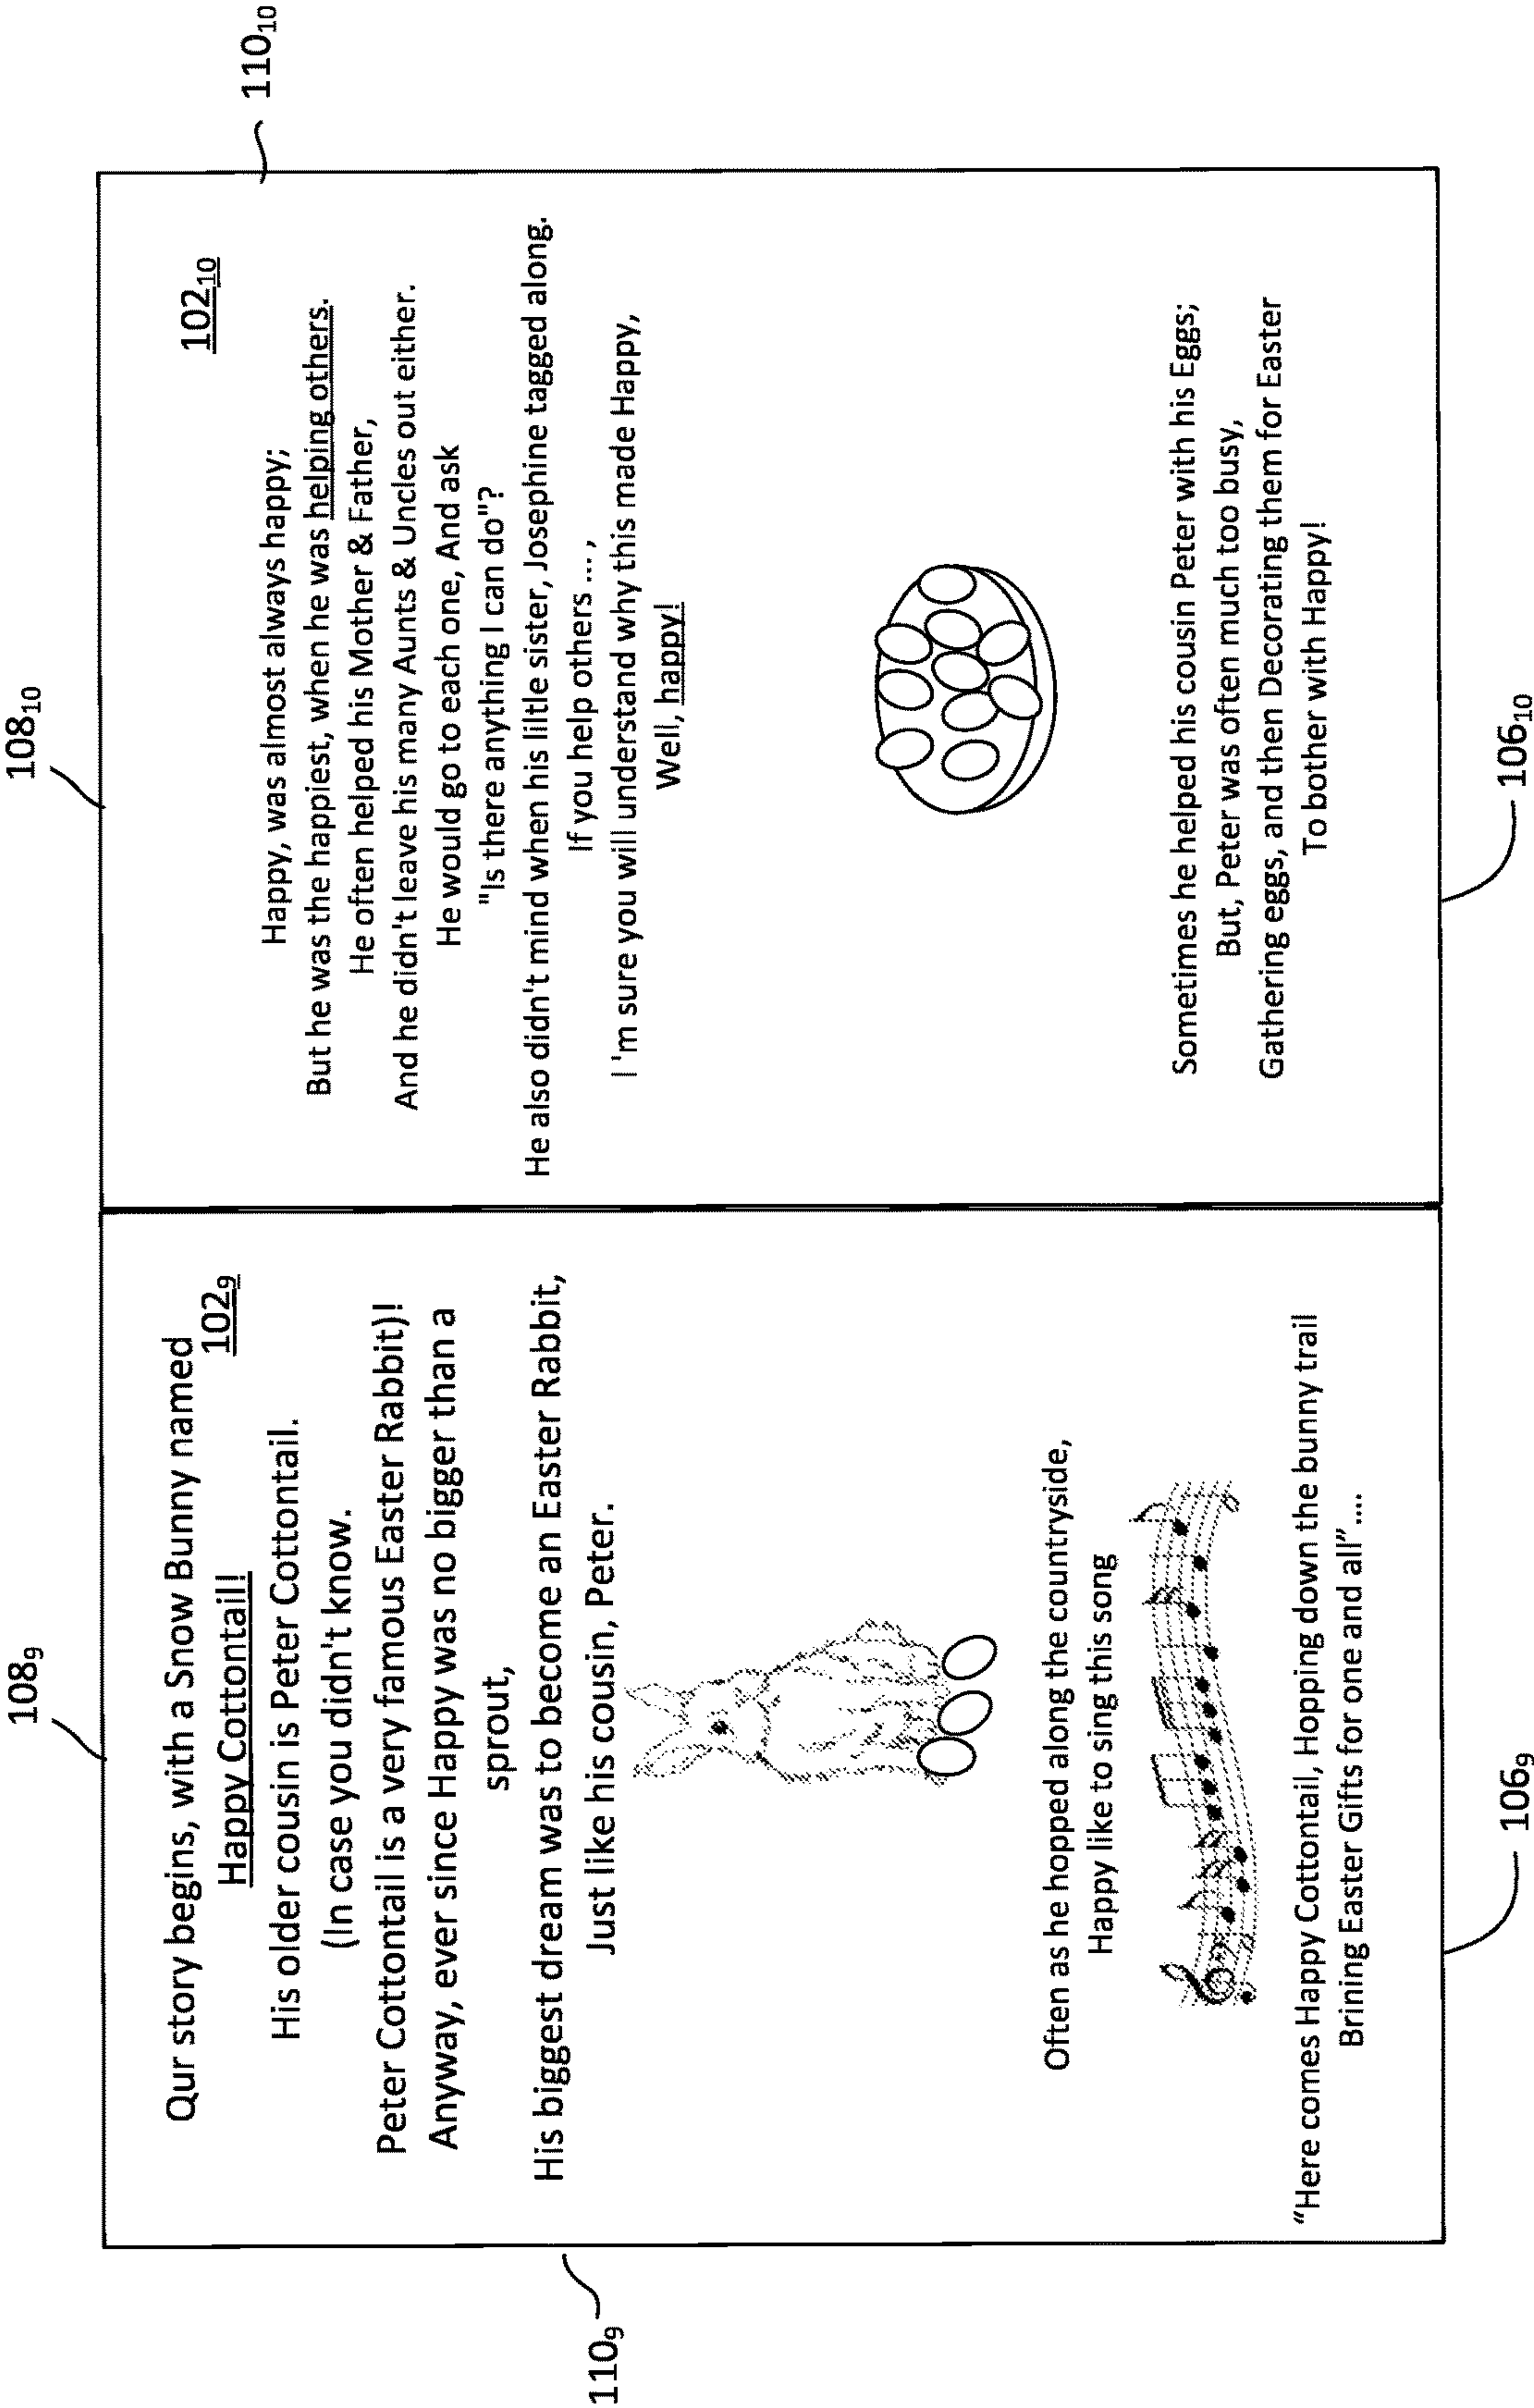 108₉
108₁₀
Qur story begins, with a Snow Bunny named
102₉
Happy Cottontail!
His older cousin is Peter Cottontail.
(In case you didn't know.
Peter Cottontail is a very famous Easter Rabbit)!
Anyway, ever since Happy was no bigger than a
sprout,
His biggest dream was to become an Easter Rabbit,
Just like his cousin, Peter.
Often as he hopped along the countryside,
Happy like to sing this song
“Here comes Happy Cottontail, Hopping down the bunny trail
Brining Easter Gifts for one and all”....
110₉
106₉
102₁₀
110₁₀
Happy, was almost always happy;
But he was the happiest, when he was helping others.
He often helped his Mother & Father,
And he didn't leave his many Aunts & Uncles out either.
He would go to each one, And ask
"Is there anything I can do"?
He also didn't mind when his liltle sister, Josephine tagged along.
If you help others ... ,
I 'm sure you will understand why this made Happy,
Well, happy!
Sometimes he helped his cousin Peter with his Eggs;
But, Peter was often much too busy,
Gathering eggs, and then Decorating them for Easter
To bother with Happy!
106₁₀